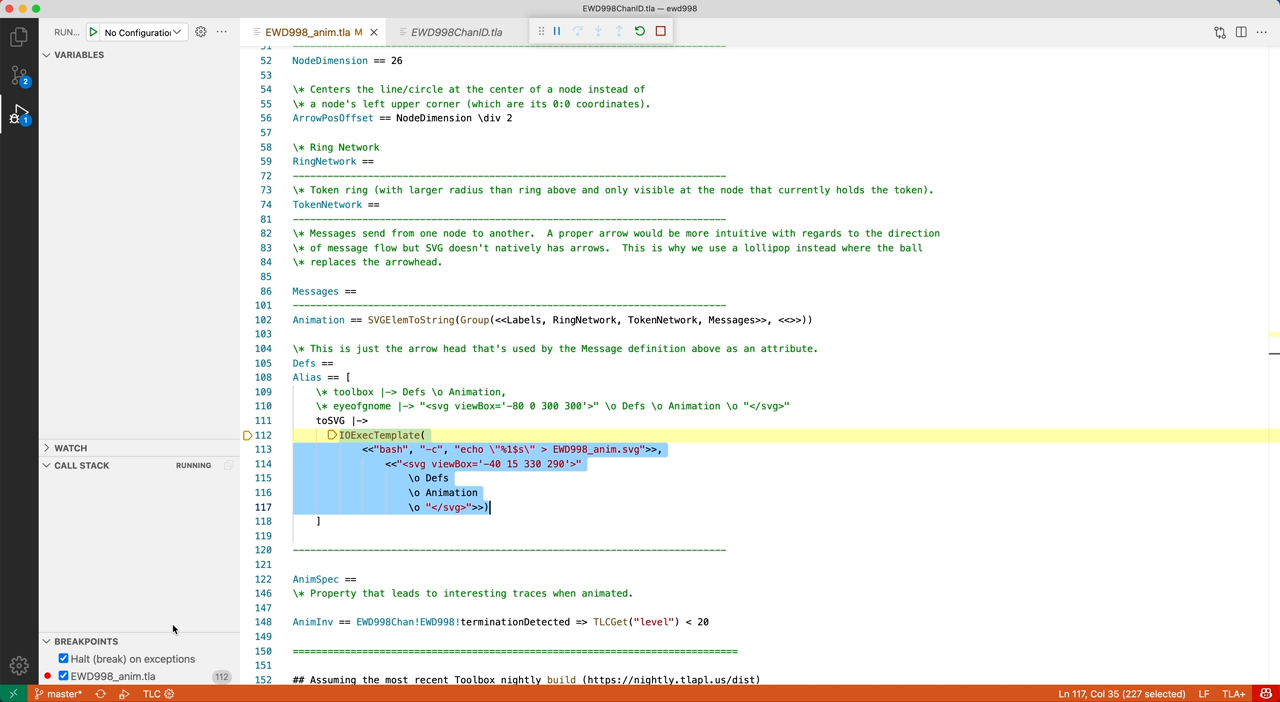 EWD998ChanID.tla — ewd998
RUN... No Configuration
EWD998_anim.tla M
EWD998ChanID.tla
VARIABLES
51 ---------------------------------------------------------------------------
52 NodeDimension == 26
53
54 \* Centers the line/circle at the center of a node instead of
55 \* a node's left upper corner (which are its 0:0 coordinates).
56 ArrowPosOffset == NodeDimension \div 2
57
58 \* Ring Network
59 RingNetwork ==
72 ---------------------------------------------------------------------------
73 \* Token ring (with larger radius than ring above and only visible at the node that currently holds the token).
74 TokenNetwork ==
81 ---------------------------------------------------------------------------
82 \* Messages send from one node to another.  A proper arrow would be more intuitive with regards to the direction
83 \* of message flow but SVG doesn't natively has arrows.  This is why we use a lollipop instead where the ball
84 \* replaces the arrowhead.
85
86 Messages ==
101 ---------------------------------------------------------------------------
102 Animation == SVGElemToString(Group(<<Labels, RingNetwork, TokenNetwork, Messages>>, <<>>))
103
104 \* This is just the arrow head that's used by the Message definition above as an attribute.
105 Defs ==
108 Alias == [
109 \* toolbox |-> Defs \o Animation,
110 \* eyeofgnome |-> "<svg viewBox='-80 0 300 300'>" \o Defs \o Animation \o "</svg>"
111 toSVG |->
112 IOExecTemplate(
113 <<"bash", "-c", "echo \"%1$s\" > EWD998_anim.svg">>,
114 <<"<svg viewBox='-40 15 330 290'>"
115 \o Defs
116 \o Animation
117 \o "</svg>">>)
118 ]
119
120 ---------------------------------------------------------------------------
121
122 AnimSpec ==
146 \* Property that leads to interesting traces when animated.
147
148 AnimInv == EWD998Chan!EWD998!terminationDetected => TLCGet("level") < 20
149
150 =============================================================================
151
152 ## Assuming the most recent Toolbox nightly build (https://nightly.tlapl.us/dist)
2
1
WATCH
CALL STACK RUNNING
BREAKPOINTS
Halt (break) on exceptions
EWD998_anim.tla 112
master* TLC
Ln 117, Col 35 (227 selected) LF TLA+